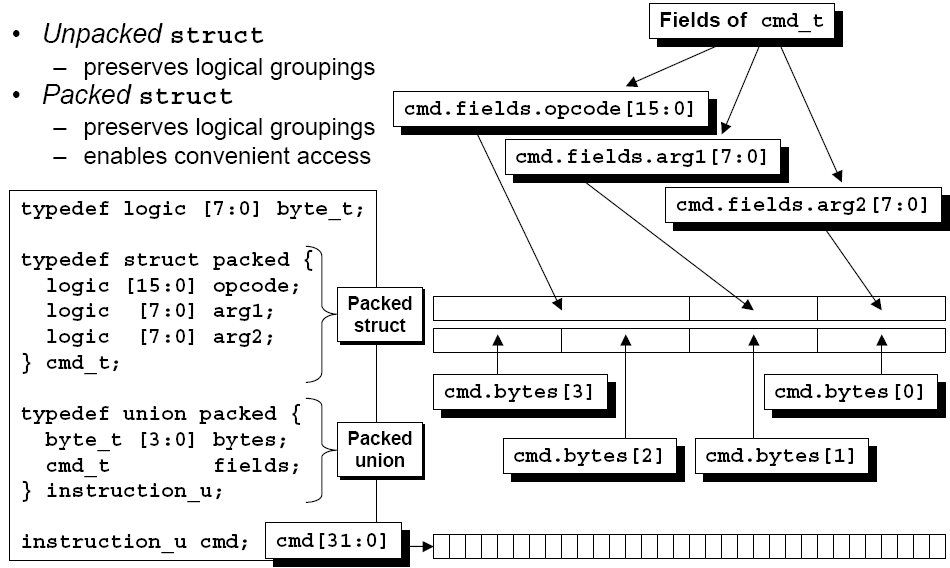 • Unpacked struct
– preserves logical groupings
• Packed struct
– preserves logical groupings
– enables convenient access
Fields of cmd_t
cmd.fields.opcode[15:0]
cmd.fields.arg1[7:0]
cmd.fields.arg2[7:0]
typedef logic [7:0] byte_t;
typedef struct packed {
logic [15:0] opcode;
logic [7:0] arg1;
logic [7:0] arg2;
} cmd_t;
Packed
struct
typedef union packed {
byte_t [3:0] bytes;
cmd_t fields;
} instruction_u;
Packed
union
instruction_u cmd;
cmd[31:0]
cmd.bytes[3]
cmd.bytes[0]
cmd.bytes[2]
cmd.bytes[1]